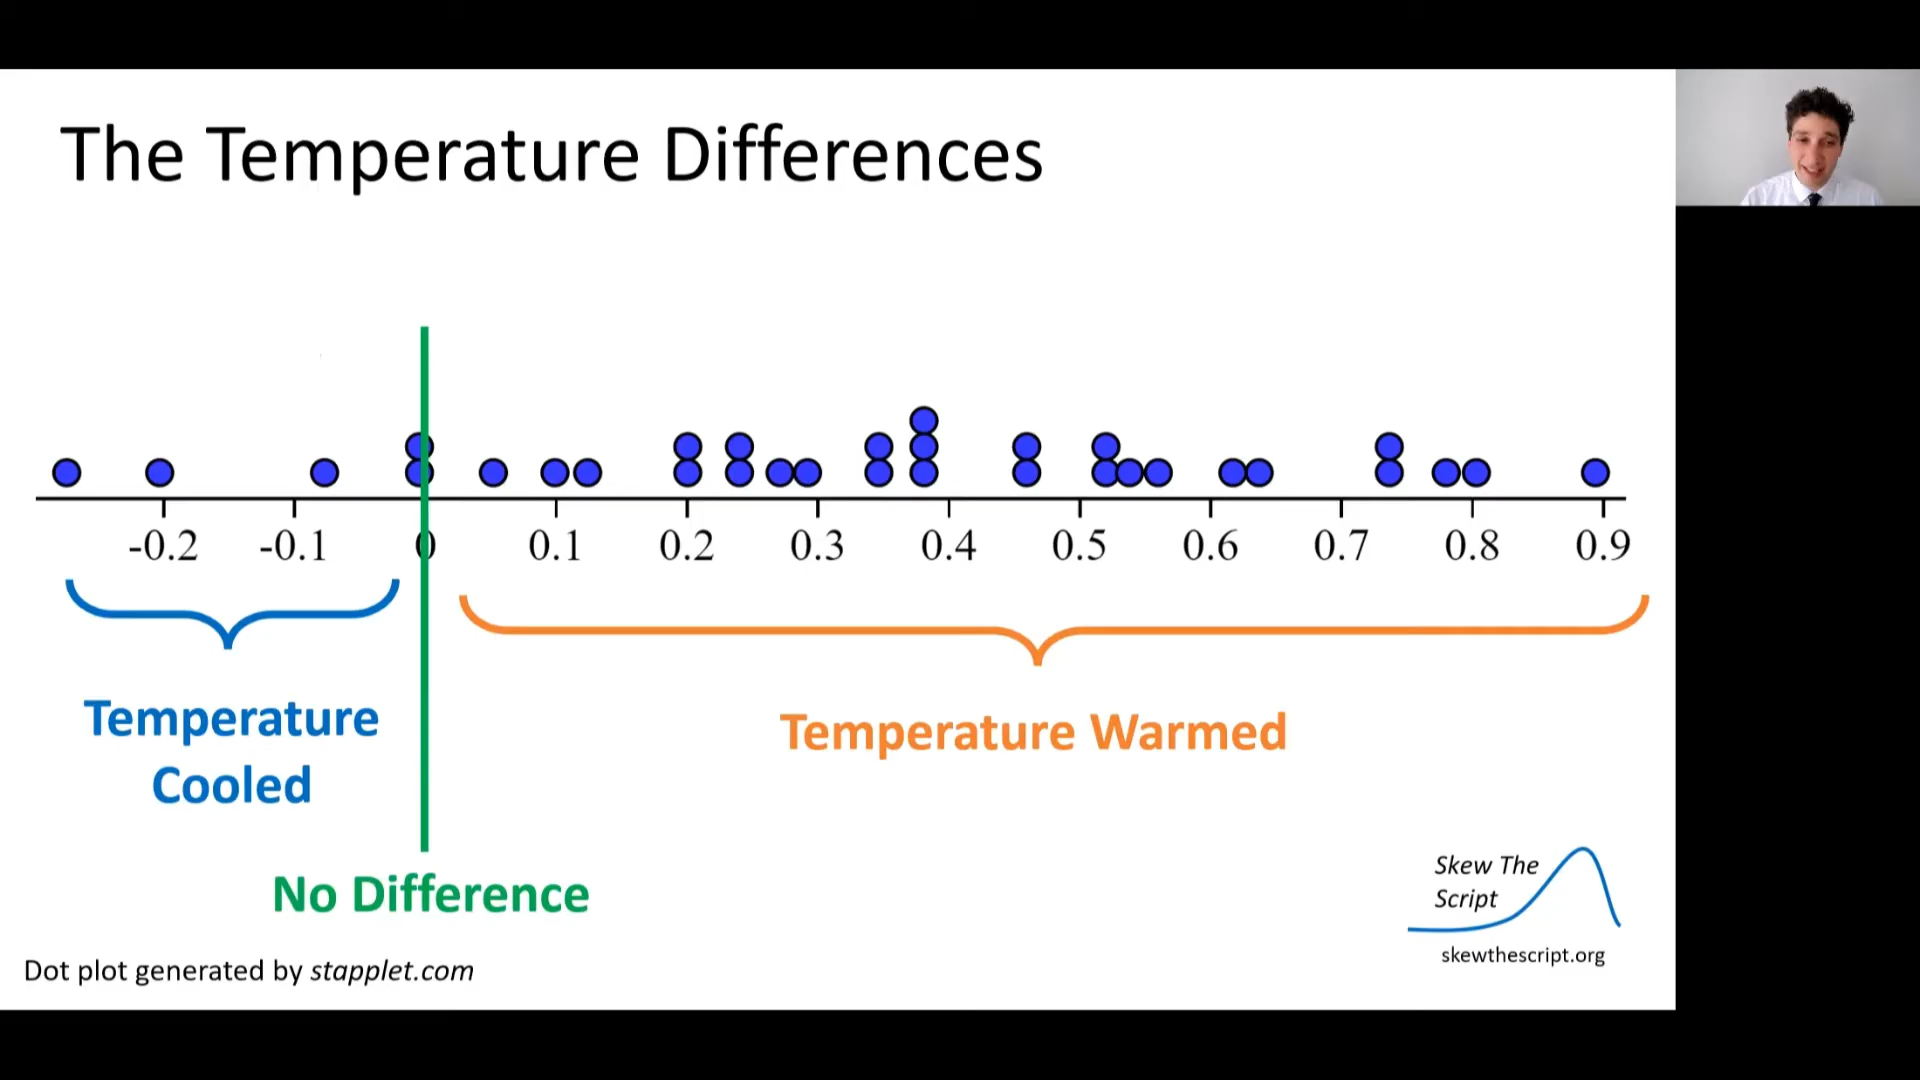 The Temperature Differences
-0.2 -0.1 0 0.1 0.2 0.3 0.4 0.5 0.6 0.7 0.8 0.9
Temperature
Cooled
Temperature Warmed
No Difference
Skew The
Script
skewthescript.org
Dot plot generated by stapplet.com